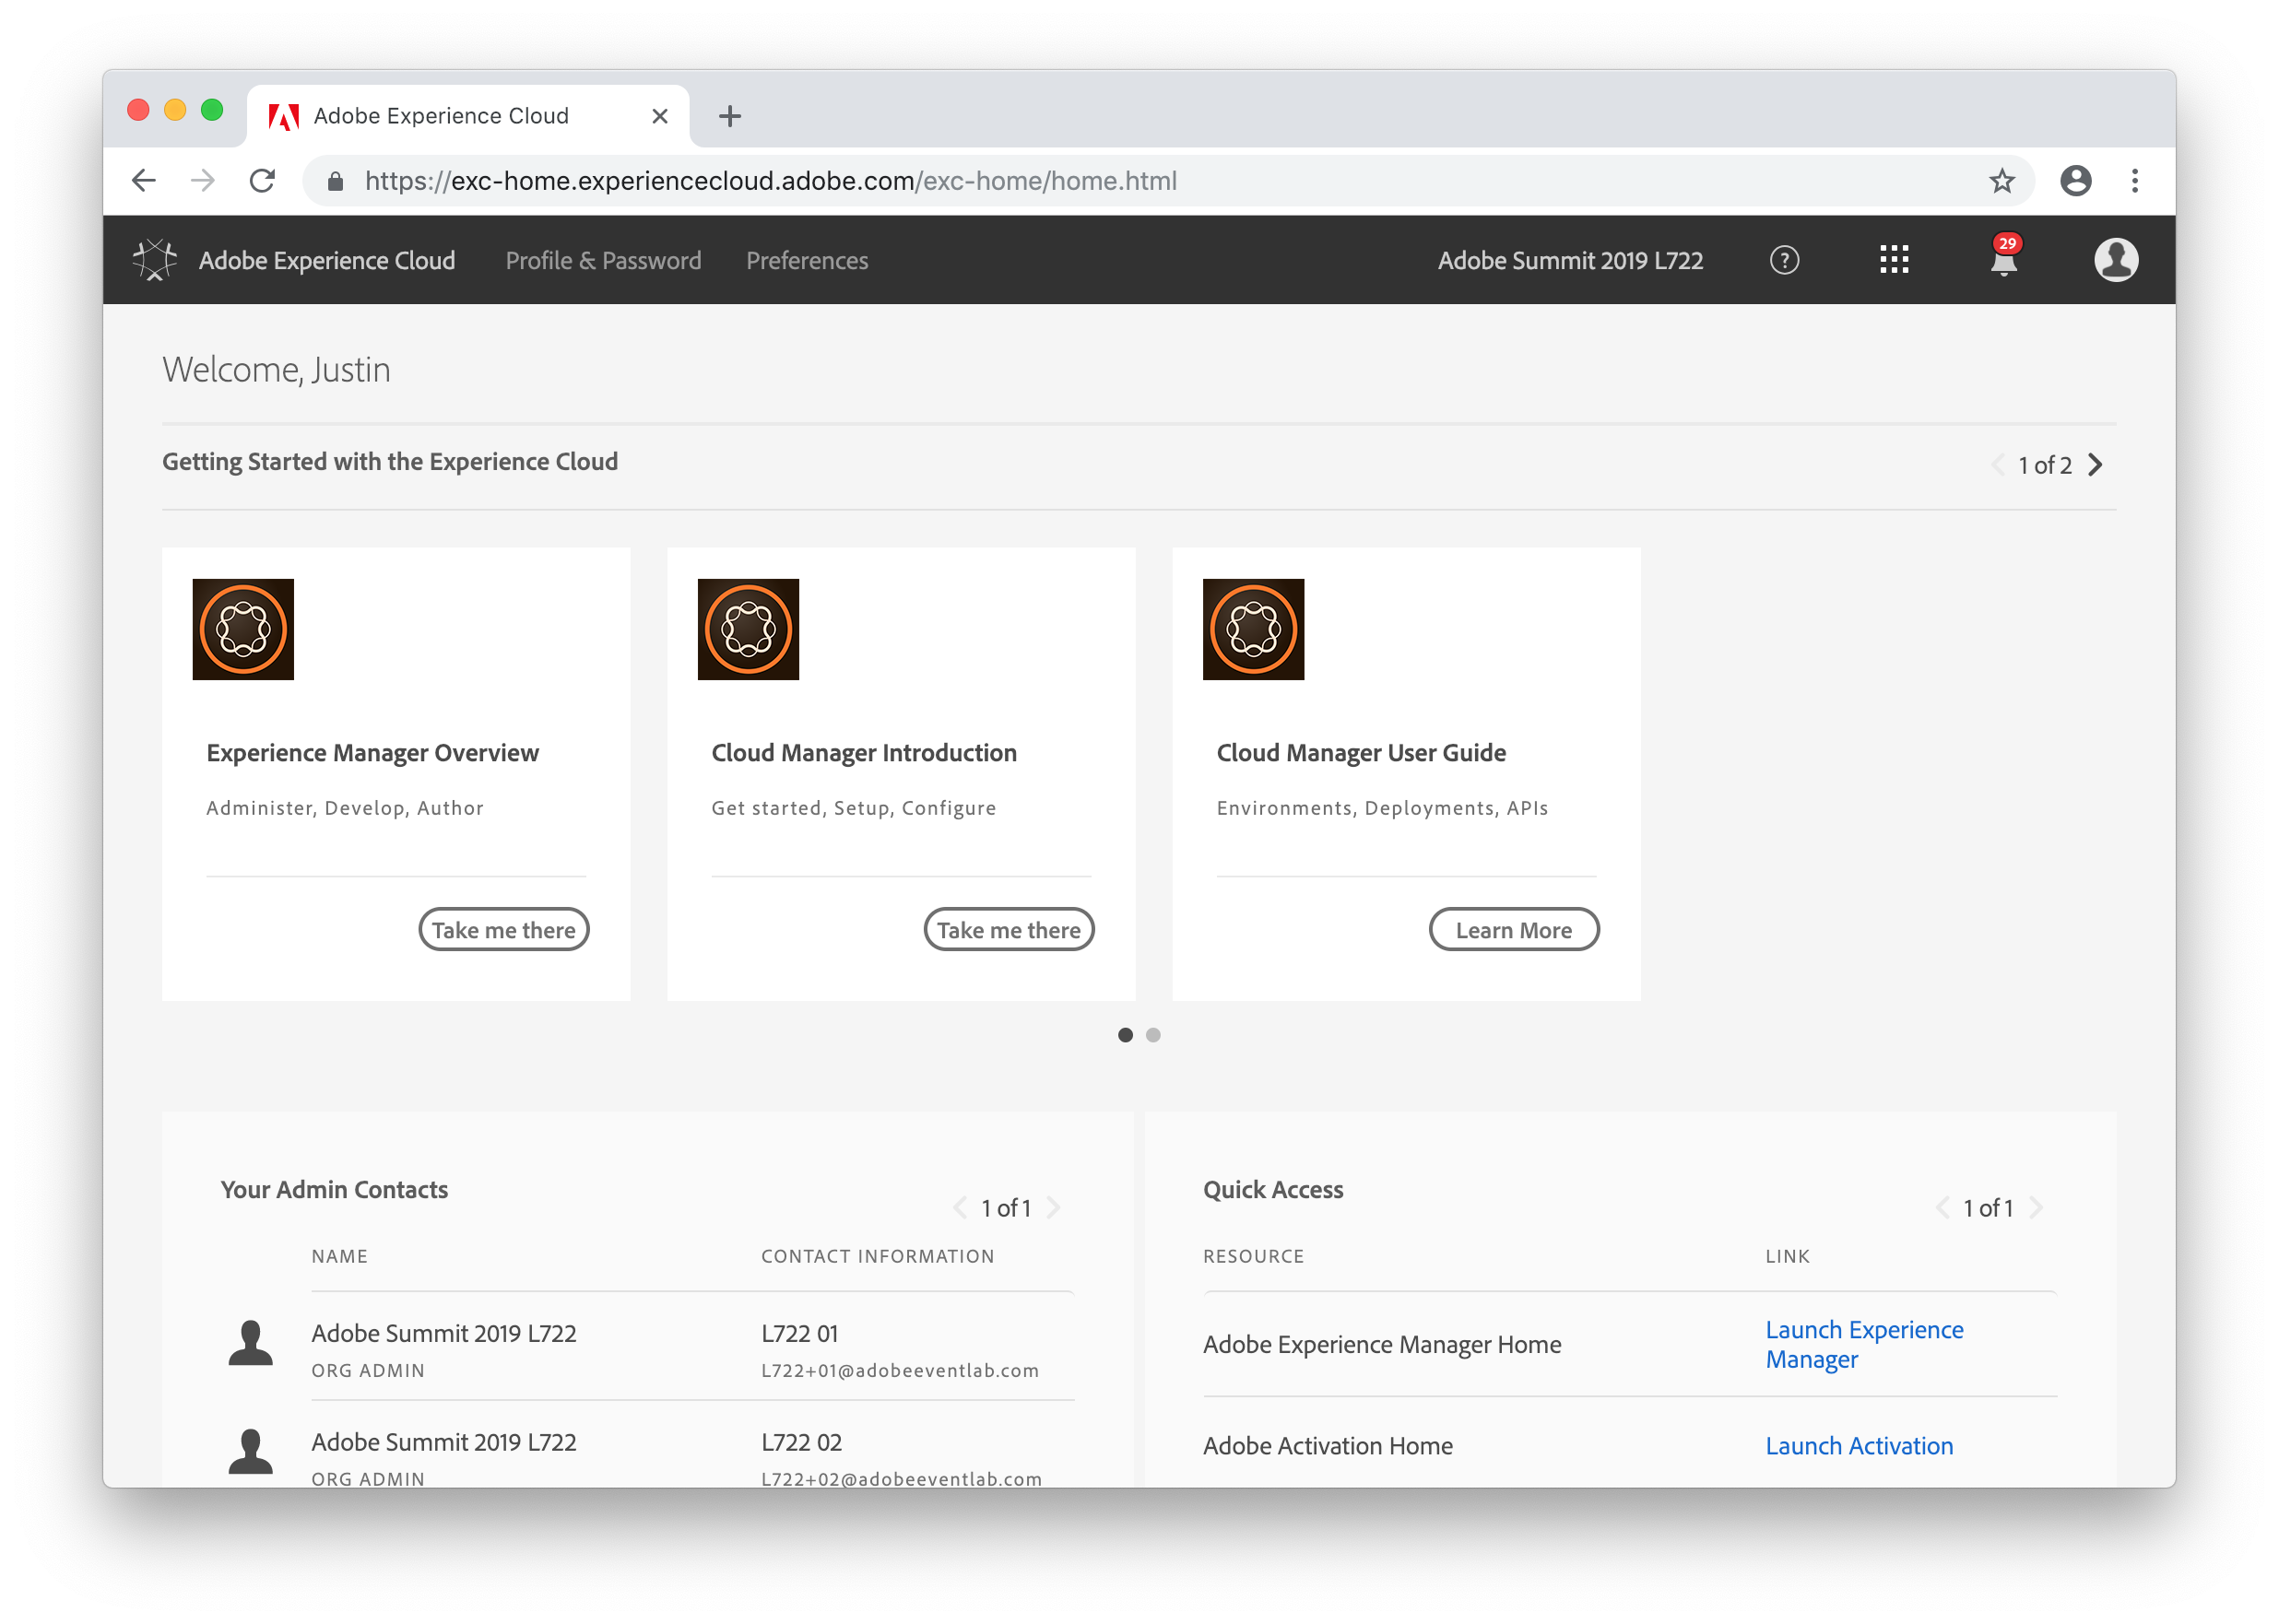 Adobe Experience Cloud
https://exc-home.experiencecloud.adobe.com/exc-home/home.html
Adobe Experience Cloud Profile & Password Preferences Adobe Summit 2019 L722 ? 29
Welcome, Justin
Getting Started with the Experience Cloud 1 of 2
Experience Manager Overview
Administer, Develop, Author
Take me there
Cloud Manager Introduction
Get started, Setup, Configure
Take me there
Cloud Manager User Guide
Environments, Deployments, APIs
Learn More
Your Admin Contacts
1 of 1
NAME CONTACT INFORMATION
Adobe Summit 2019 L722 L722 01
ORG ADMIN L722+01@adobeeventlab.com
Adobe Summit 2019 L722 L722 02
ORG ADMIN L722+02@adobeeventlab.com
Quick Access
1 of 1
RESOURCE LINK
Adobe Experience Manager Home Launch Experience
Manager
Adobe Activation Home Launch Activation